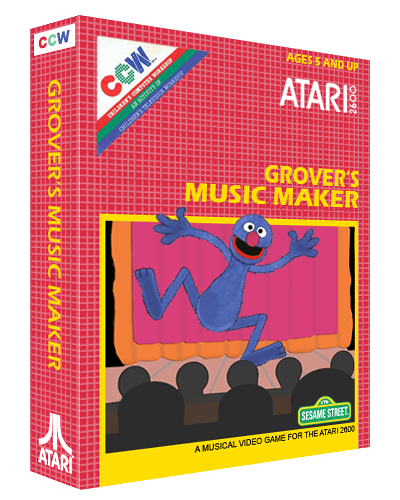 CCW
GROVER'S MUSIC MAKER
ATARI
CCW
CHILDREN'S COMPUTER WORKSHOP
AN ACTIVITY OF
CHILDREN'S TELEVISION WORKSHOP
AGES 5 AND UP
ATARI 2600
GROVER'S
MUSIC MAKER
123
SESAME STREET
A MUSICAL VIDEO GAME FOR THE ATARI 2600